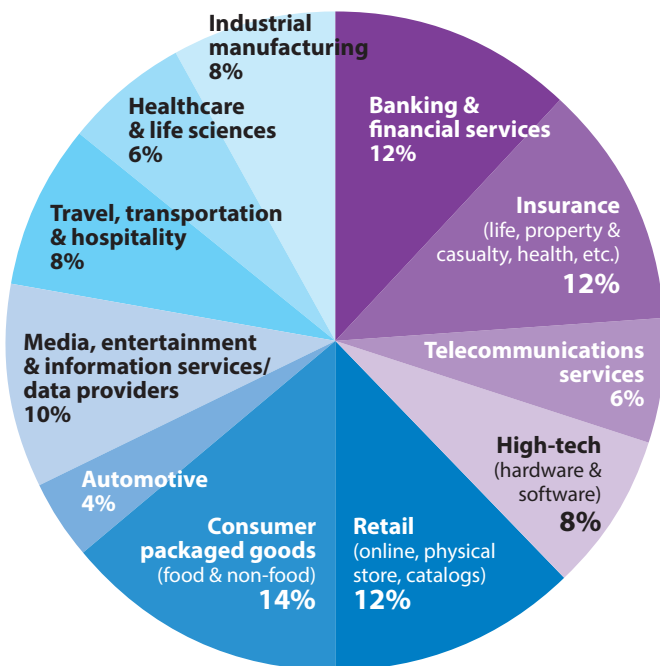 Industrial
manufacturing
8%
Banking &
financial services
12%
Insurance
(life, property &
casualty, health, etc.)
12%
Telecommunications
services
6%
High-tech
(hardware &
software)
8%
Retail
(online, physical
store, catalogs)
12%
Consumer
packaged goods
(food & non-food)
14%
Automotive
4%
Media, entertainment
& information services/
data providers
10%
Travel, transportation
& hospitality
8%
Healthcare
& life sciences
6%